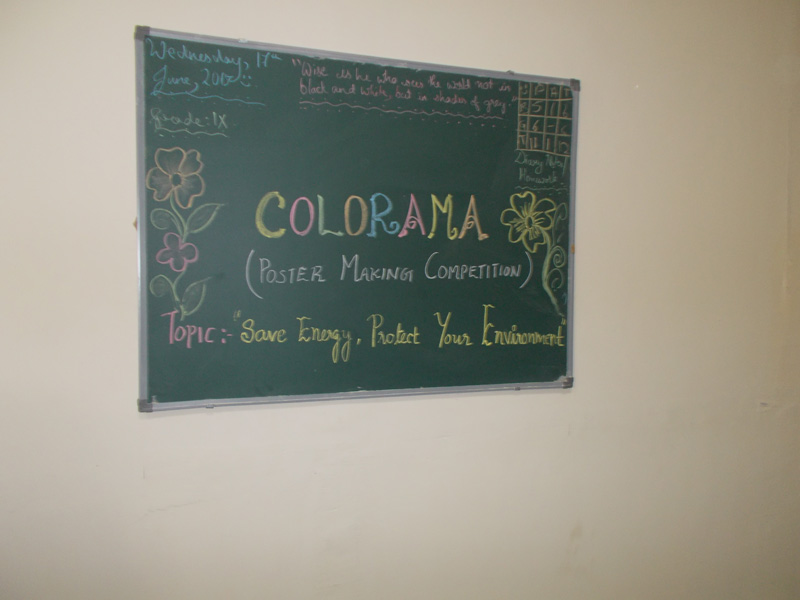 Wednesday, 17th
June, 200
Grade: IX
"Wise is he who sees the world not in
black and white, but in shades of grey."
COLORAMA
(POSTER MAKING COMPETITION)
TOPIC:- "Save Energy, Protect Your Environment"